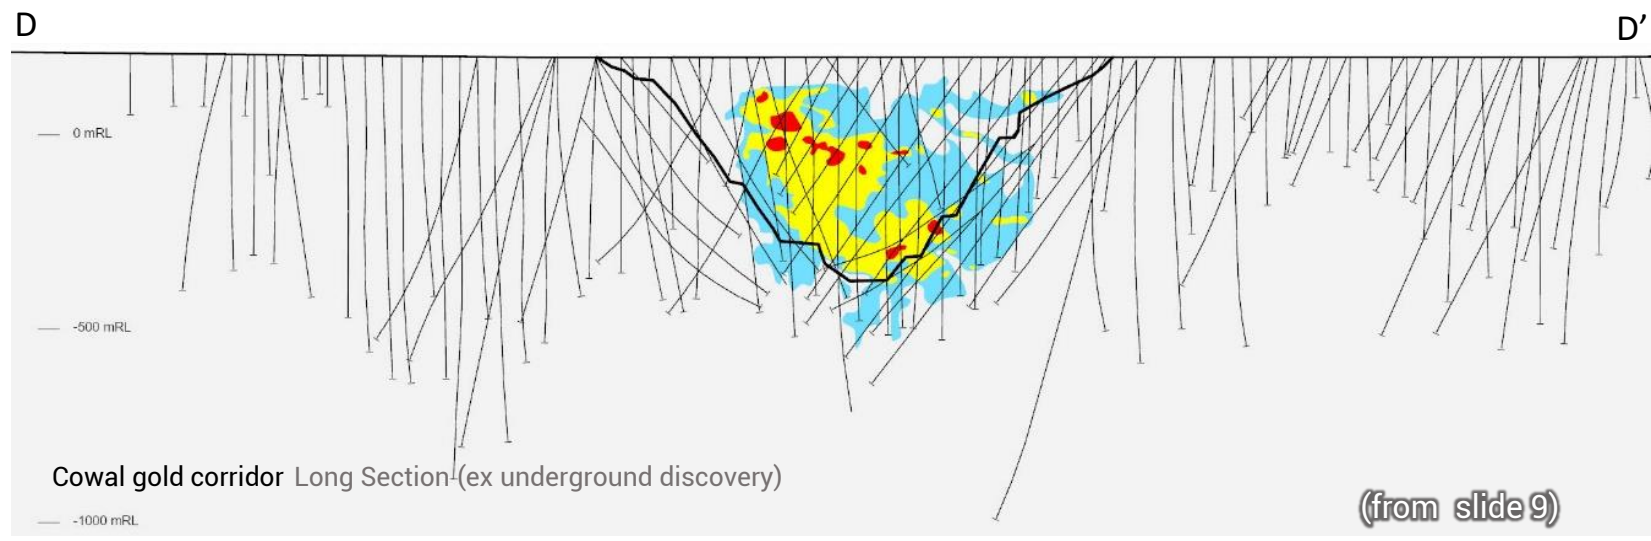 D
D’
0 mRL
-500 mRL
Cowal gold corridor Long Section (ex underground discovery)
(from slide 9)
-1000 mRL